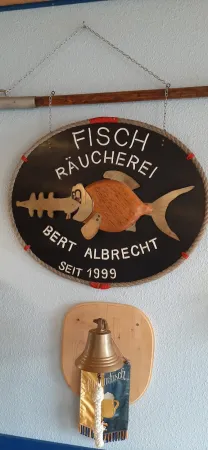 FISCH
RÄUCHEREI
BERT ALBRECHT
SEIT 1999